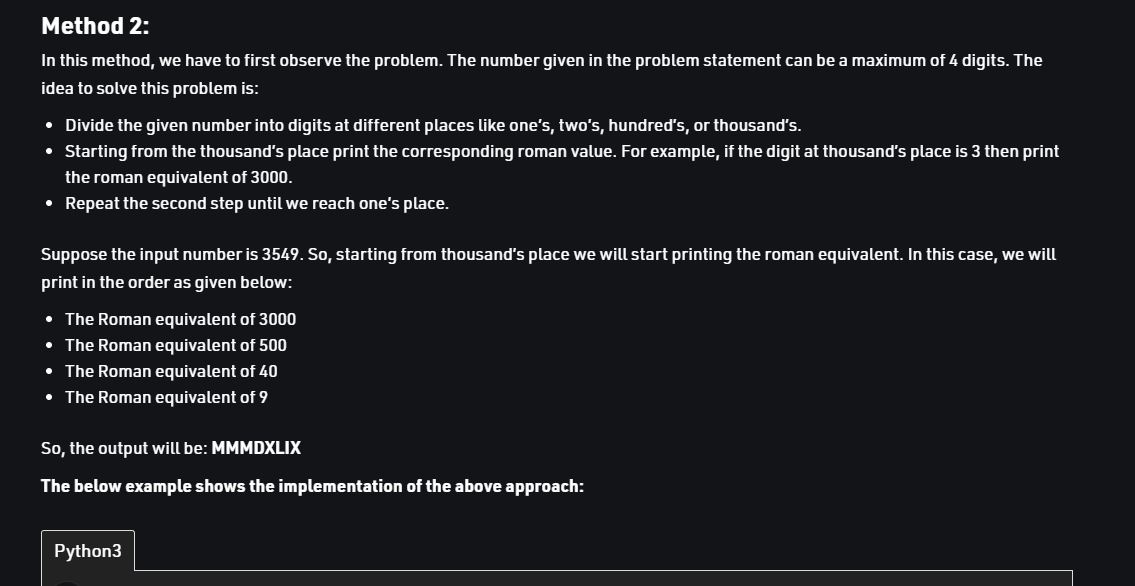 Method 2:
In this method, we have to first observe the problem. The number given in the problem statement can be a maximum of 4 digits. The
idea to solve this problem is:
• Divide the given number into digits at different places like one’s, two’s, hundred’s, or thousand’s.
• Starting from the thousand’s place print the corresponding roman value. For example, if the digit at thousand’s place is 3 then print
the roman equivalent of 3000.
• Repeat the second step until we reach one’s place.
Suppose the input number is 3549. So, starting from thousand’s place we will start printing the roman equivalent. In this case, we will
print in the order as given below:
• The Roman equivalent of 3000
• The Roman equivalent of 500
• The Roman equivalent of 40
• The Roman equivalent of 9
So, the output will be: MMMDXLIX
The below example shows the implementation of the above approach:
Python3